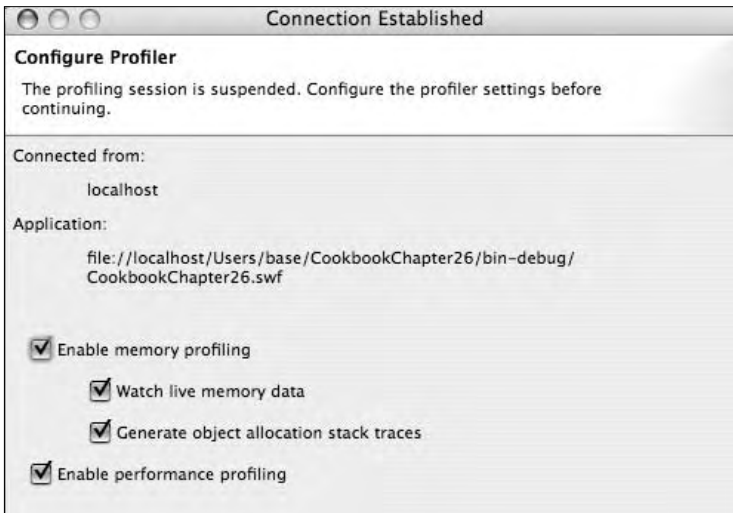 Connection Established
Configure Profiler
The profiling session is suspended. Configure the profiler settings before
continuing.
Connected from:
localhost
Application:
file://localhost/Users/base/CookbookChapter26/bin-debug/
CookbookChapter26.swf
Enable memory profiling
Watch live memory data
Generate object allocation stack traces
Enable performance profiling